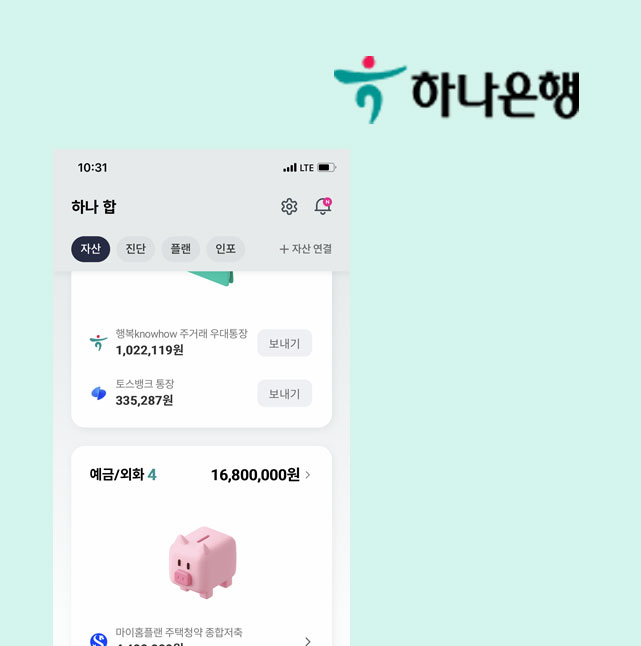 하나은행
10:31
LTE
하나 합
N
자산 진단 플랜 인포 + 자산 연결
행복knowhow 주거래 우대통장
1,022,119원
보내기
토스뱅크 통장
335,287원
보내기
예금/외화 4 16,800,000원
마이홈플랜 주택청약 종합저축